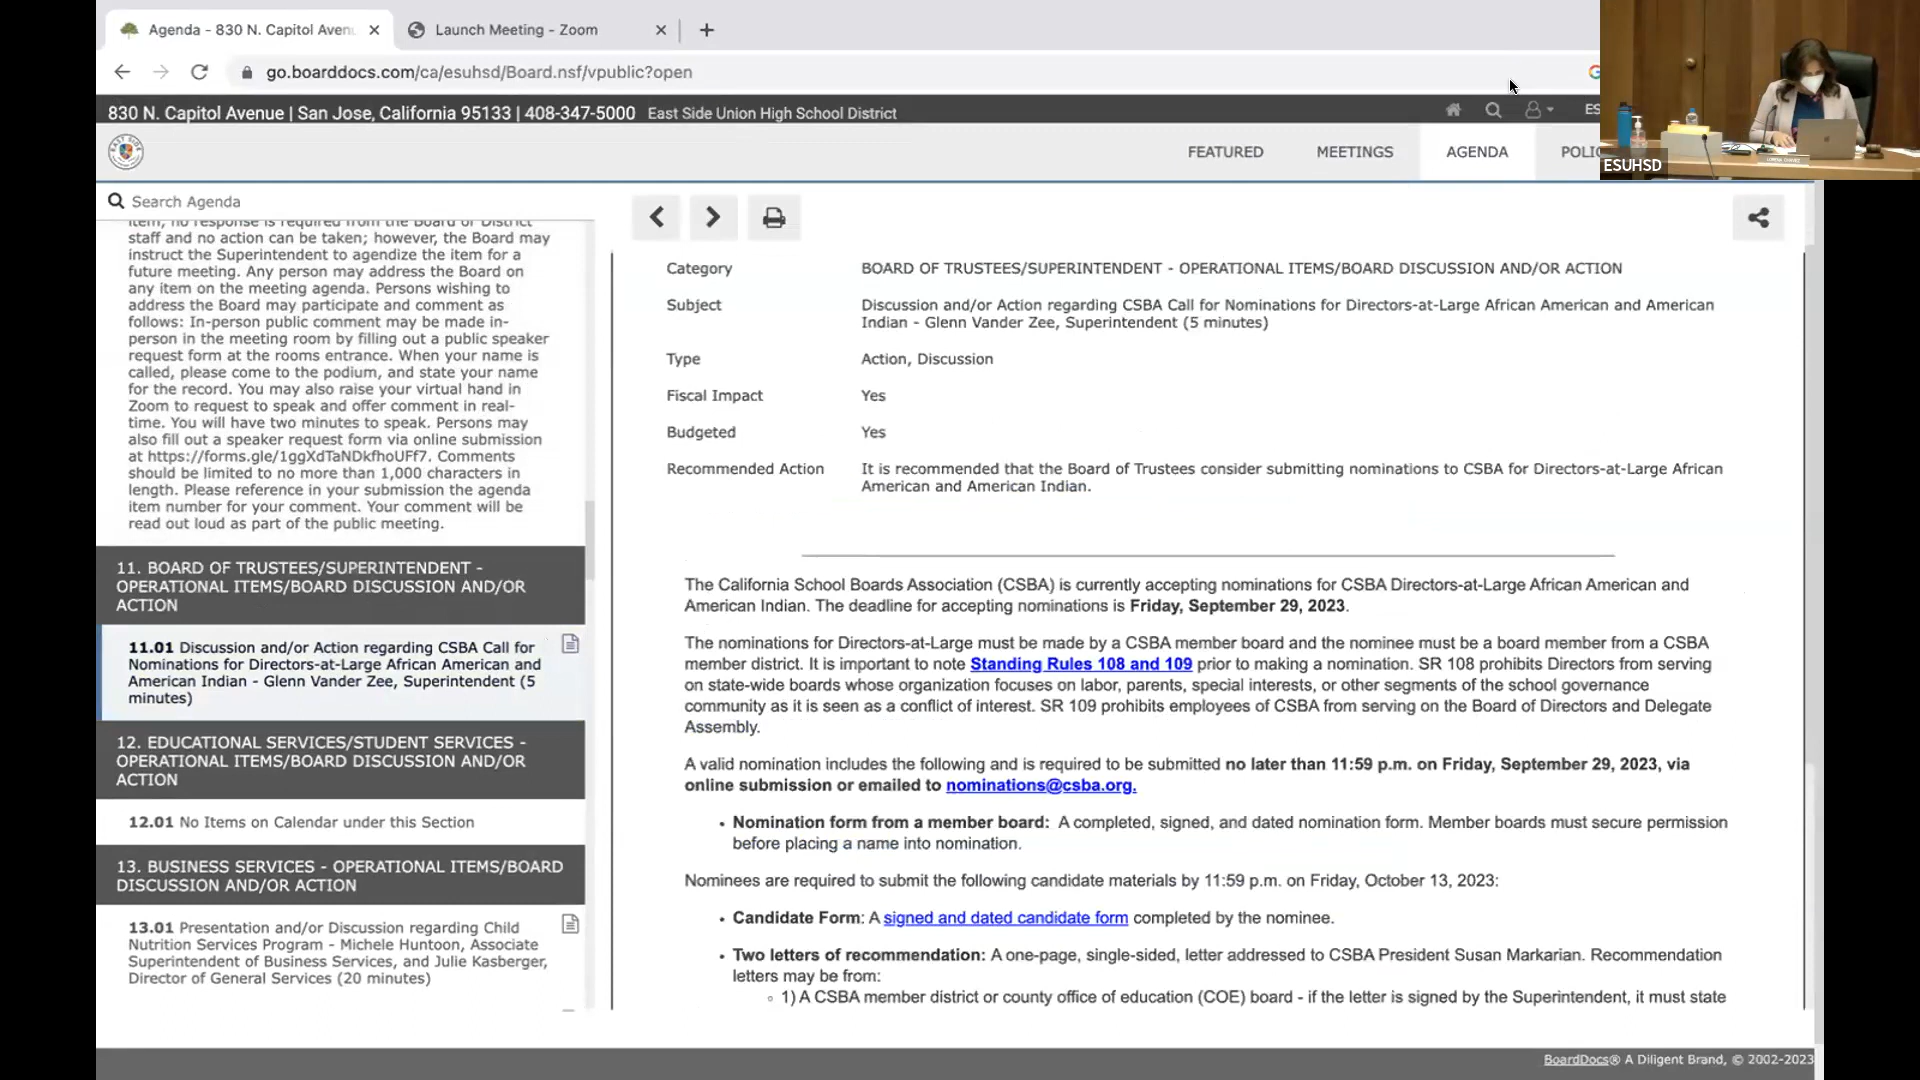 Agenda - 830 N. Capitol Aven
Launch Meeting - Zoom
go.boarddocs.com/ca/esuhsd/Board.nsf/vpublic?open
830 N. Capitol Avenue | San Jose, California 95133 | 408-347-5000 East Side Union High School District
ES
FEATURED
MEETINGS
AGENDA
POLIC
ESUHSD
Search Agenda
item, no response is required from the Board or District
staff and no action can be taken; however, the Board may
instruct the Superintendent to agendize the item for a
future meeting. Any person may address the Board on
any item on the meeting agenda. Persons wishing to
address the Board may participate and comment as
follows: In-person public comment may be made in-
person in the meeting room by filling out a public speaker
request form at the rooms entrance. When your name is
called, please come to the podium, and state your name
for the record. You may also raise your virtual hand in
Zoom to request to speak and offer comment in real-
time. You will have two minutes to speak. Persons may
also fill out a speaker request form via online submission
at https://forms.gle/1ggXdTaNDkfhoUFf7. Comments
should be limited to no more than 1,000 characters in
length. Please reference in your submission the agenda
item number for your comment. Your comment will be
read out loud as part of the public meeting.
11. BOARD OF TRUSTEES/SUPERINTENDENT -
OPERATIONAL ITEMS/BOARD DISCUSSION AND/OR
ACTION
11.01 Discussion and/or Action regarding CSBA Call for
Nominations for Directors-at-Large African American and
American Indian - Glenn Vander Zee, Superintendent (5
minutes)
12. EDUCATIONAL SERVICES/STUDENT SERVICES -
OPERATIONAL ITEMS/BOARD DISCUSSION AND/OR
ACTION
12.01 No Items on Calendar under this Section
13. BUSINESS SERVICES - OPERATIONAL ITEMS/BOARD
DISCUSSION AND/OR ACTION
13.01 Presentation and/or Discussion regarding Child
Nutrition Services Program - Michele Huntoon, Associate
Superintendent of Business Services, and Julie Kasberger,
Director of General Services (20 minutes)
Category BOARD OF TRUSTEES/SUPERINTENDENT - OPERATIONAL ITEMS/BOARD DISCUSSION AND/OR ACTION
Subject Discussion and/or Action regarding CSBA Call for Nominations for Directors-at-Large African American and American
Indian - Glenn Vander Zee, Superintendent (5 minutes)
Type Action, Discussion
Fiscal Impact Yes
Budgeted Yes
Recommended Action It is recommended that the Board of Trustees consider submitting nominations to CSBA for Directors-at-Large African
American and American Indian.
The California School Boards Association (CSBA) is currently accepting nominations for CSBA Directors-at-Large African American and
American Indian. The deadline for accepting nominations is Friday, September 29, 2023.
The nominations for Directors-at-Large must be made by a CSBA member board and the nominee must be a board member from a CSBA
member district. It is important to note Standing Rules 108 and 109 prior to making a nomination. SR 108 prohibits Directors from serving
on state-wide boards whose organization focuses on labor, parents, special interests, or other segments of the school governance
community as it is seen as a conflict of interest. SR 109 prohibits employees of CSBA from serving on the Board of Directors and Delegate
Assembly.
A valid nomination includes the following and is required to be submitted no later than 11:59 p.m. on Friday, September 29, 2023, via
online submission or emailed to nominations@csba.org.
• Nomination form from a member board: A completed, signed, and dated nomination form. Member boards must secure permission
before placing a name into nomination.
Nominees are required to submit the following candidate materials by 11:59 p.m. on Friday, October 13, 2023:
• Candidate Form: A signed and dated candidate form completed by the nominee.
• Two letters of recommendation: A one-page, single-sided, letter addressed to CSBA President Susan Markarian. Recommendation
letters may be from:
◦ 1) A CSBA member district or county office of education (COE) board - if the letter is signed by the Superintendent, it must state
BoardDocs® A Diligent Brand, © 2002-2023